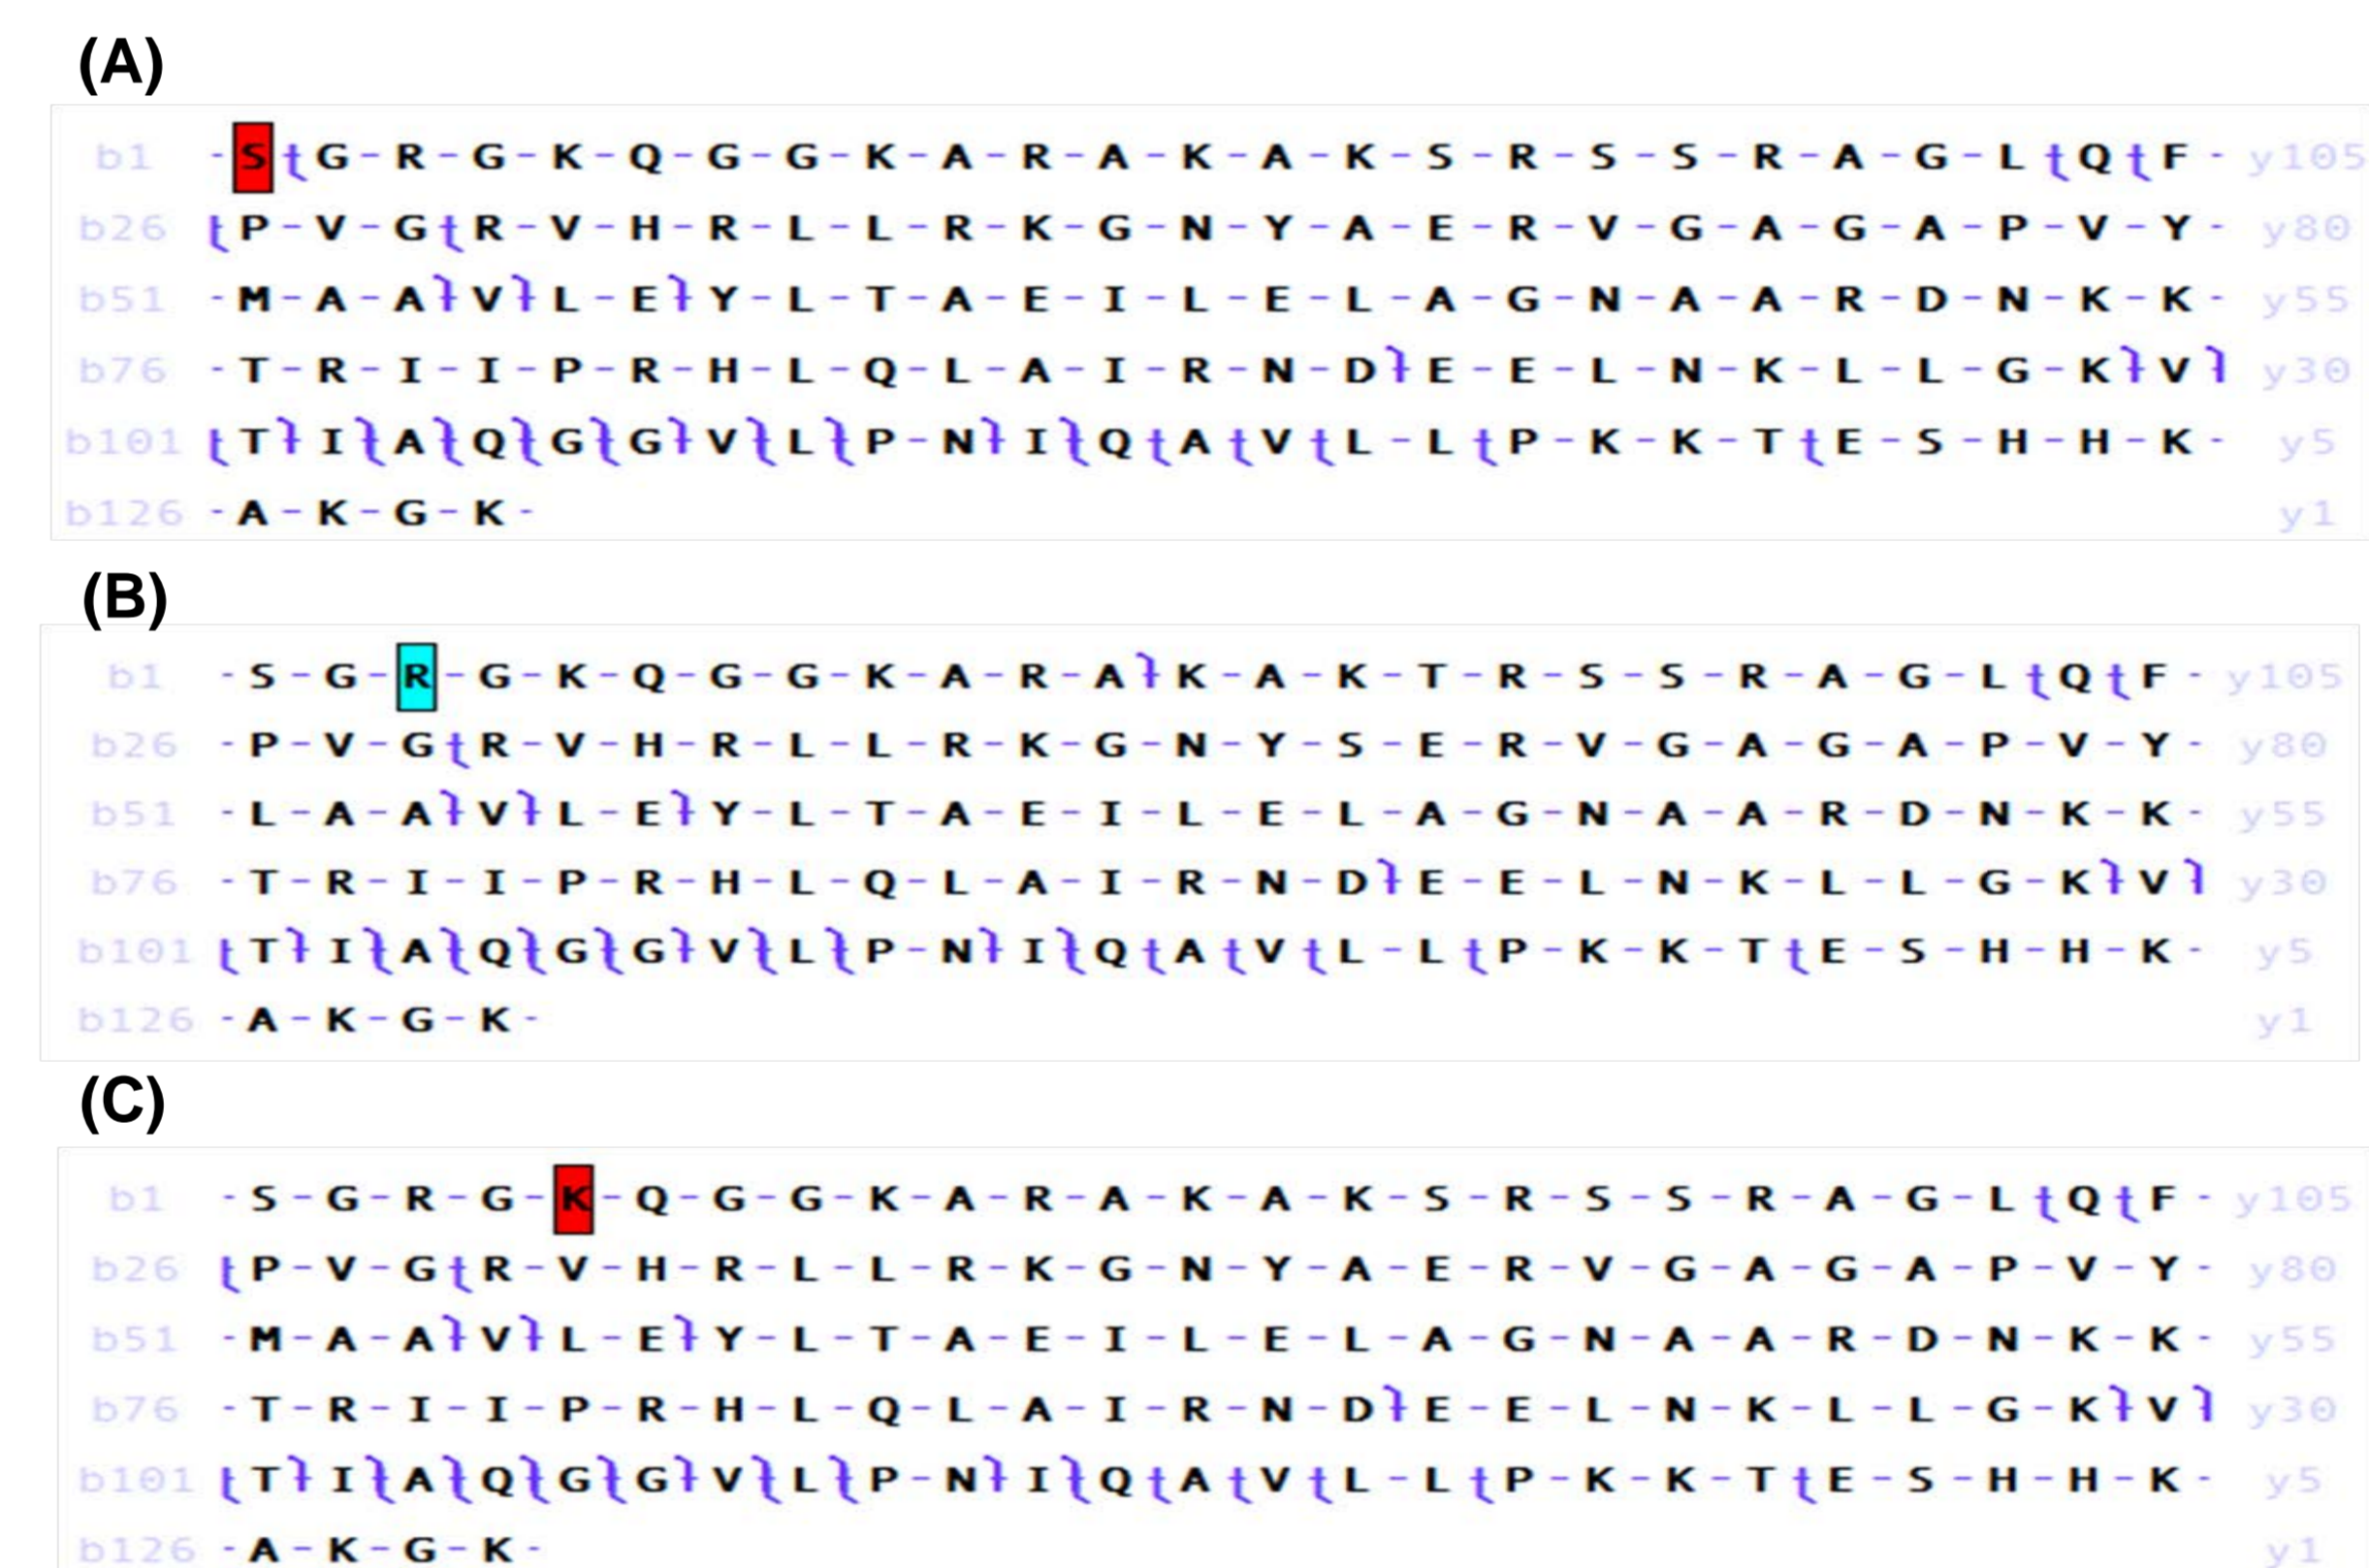 (A)
b1 - S ʅ G - R - G - K - Q - G - G - K - A - R - A - K - A - K - S - R - S - S - R - A - G - L ʅ Q ʅ F - y105
b26 ʅ P - V - G ʅ R - V - H - R - L - L - R - K - G - N - Y - A - E - R - V - G - A - G - A - P - V - Y - y80
b51 - M - A - A ʅ V ʅ L - E ʅ Y - L - T - A - E - I - L - E - L - A - G - N - A - A - R - D - N - K - K - y55
b76 - T - R - I - I - P - R - H - L - Q - L - A - I - R - N - D ʅ E - E - L - N - K - L - L - G - K ʅ V ʅ y30
b101 ʅ T ʅ I ʅ A ʅ Q ʅ G ʅ G ʅ V ʅ L ʅ P - N ʅ I ʅ Q ʅ A ʅ V ʅ L - L ʅ P - K - K - T ʅ E - S - H - H - K - y5
b126 - A - K - G - K - y1
(B)
b1 - S - G - R - G - K - Q - G - G - K - A - R - A ʅ K - A - K - T - R - S - S - R - A - G - L ʅ Q ʅ F - y105
b26 - P - V - G ʅ R - V - H - R - L - L - R - K - G - N - Y - S - E - R - V - G - A - G - A - P - V - Y - y80
b51 - L - A - A ʅ V ʅ L - E ʅ Y - L - T - A - E - I - L - E - L - A - G - N - A - A - R - D - N - K - K - y55
b76 - T - R - I - I - P - R - H - L - Q - L - A - I - R - N - D ʅ E - E - L - N - K - L - L - G - K ʅ V ʅ y30
b101 ʅ T ʅ I ʅ A ʅ Q ʅ G ʅ G ʅ V ʅ L ʅ P - N ʅ I ʅ Q ʅ A ʅ V ʅ L - L ʅ P - K - K - T ʅ E - S - H - H - K - y5
b126 - A - K - G - K - y1
(C)
b1 - S - G - R - G - K - Q - G - G - K - A - R - A - K - A - K - S - R - S - S - R - A - G - L ʅ Q ʅ F - y105
b26 ʅ P - V - G ʅ R - V - H - R - L - L - R - K - G - N - Y - A - E - R - V - G - A - G - A - P - V - Y - y80
b51 - M - A - A ʅ V ʅ L - E ʅ Y - L - T - A - E - I - L - E - L - A - G - N - A - A - R - D - N - K - K - y55
b76 - T - R - I - I - P - R - H - L - Q - L - A - I - R - N - D ʅ E - E - L - N - K - L - L - G - K ʅ V ʅ y30
b101 ʅ T ʅ I ʅ A ʅ Q ʅ G ʅ G ʅ V ʅ L ʅ P - N ʅ I ʅ Q ʅ A ʅ V ʅ L - L ʅ P - K - K - T ʅ E - S - H - H - K - y5
b126 - A - K - G - K - y1